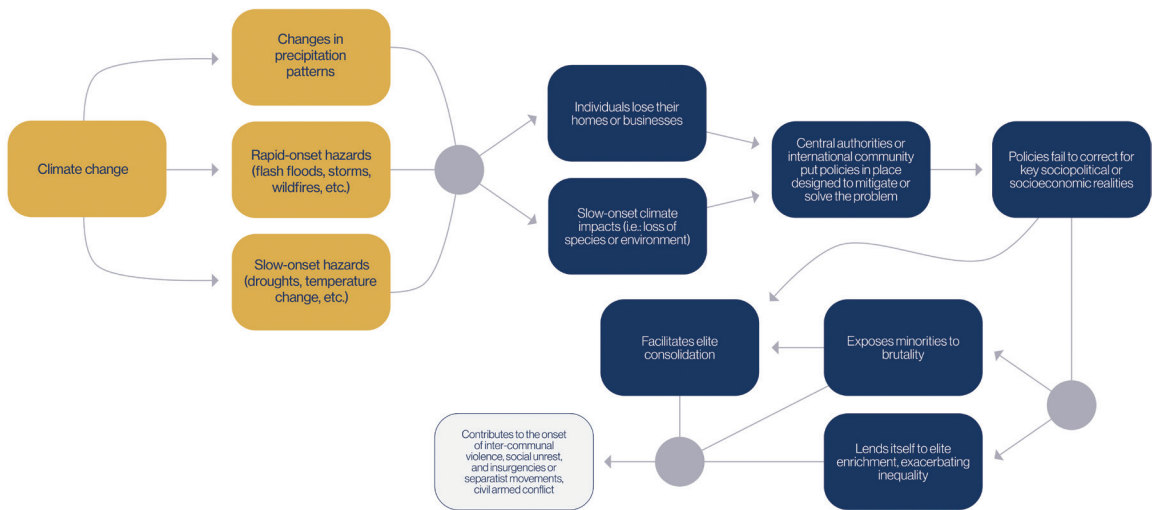 Changes in
precipitation
patterns
Climate change
Rapid-onset hazards
(flash floods, storms,
wildfires, etc.)
Slow-onset hazards
(droughts, temperature
change, etc.)
Individuals lose their
homes or businesses
Slow-onset climate
impacts (i.e.: loss of
species or environment)
Central authorities or
international community
put policies in place
designed to mitigate or
solve the problem
Policies fail to correct for
key sociopolitical or
socioeconomic realities
Facilitates elite
consolidation
Exposes minorities to
brutality
Lends itself to elite
enrichment, exacerbating
inequality
Contributes to the onset
of inter-communal
violence, social unrest,
and insurgencies or
separatist movements,
civil armed conflict